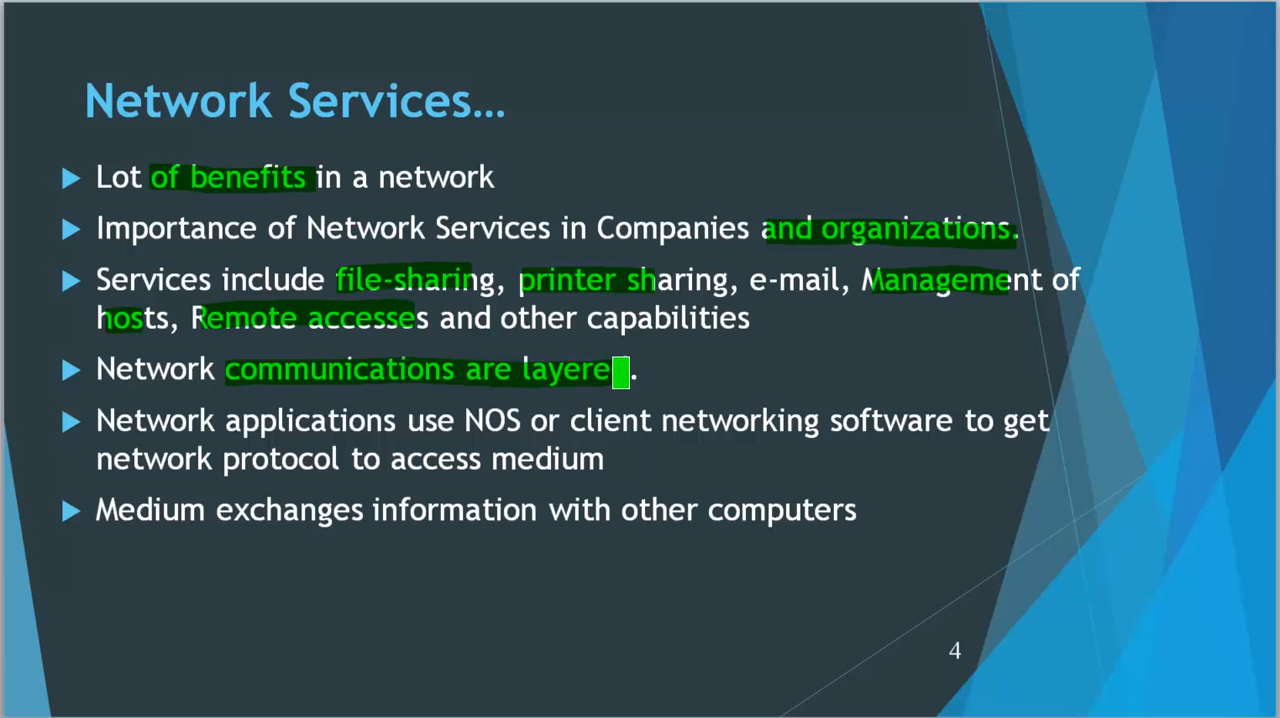 Network Services...
Lot of benefits in a network
Importance of Network Services in Companies and organizations.
Services include file-sharing, printer sharing, e-mail, Management of
hosts, Remote accesses and other capabilities
Network communications are layered.
Network applications use NOS or client networking software to get
network protocol to access medium
Medium exchanges information with other computers
4